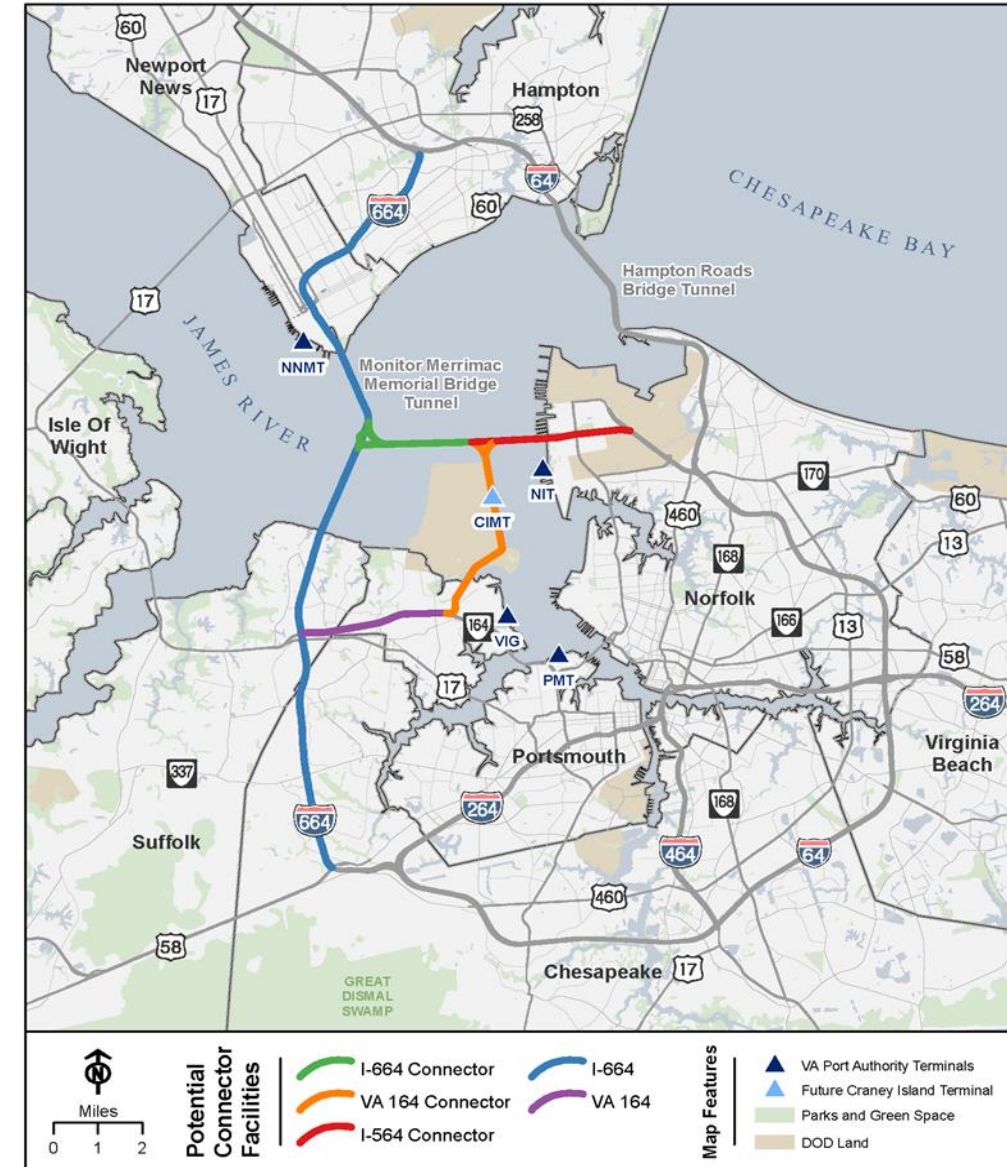 60
Newport
News
17
Hampton
258
64
664
60
CHESAPEAKE BAY
Hampton Roads
Bridge Tunnel
17
JAMES RIVER
NNMT
Monitor Merrimac
Memorial Bridge
Tunnel
Isle Of
Wight
NIT
170
CIMT
460
60
13
168
Norfolk
164
VIG
166
13
PMT
58
17
264
Portsmouth
Virginia
Beach
337
264
168
664
Suffolk
464
64
460
58
Chesapeake
17
GREAT
DISMAL
SWAMP
N
Miles
0 1 2
Potential
Connector
Facilities
I-664 Connector
VA 164 Connector
I-564 Connector
I-664
VA 164
Map Features
VA Port Authority Terminals
Future Craney Island Terminal
Parks and Green Space
DOD Land